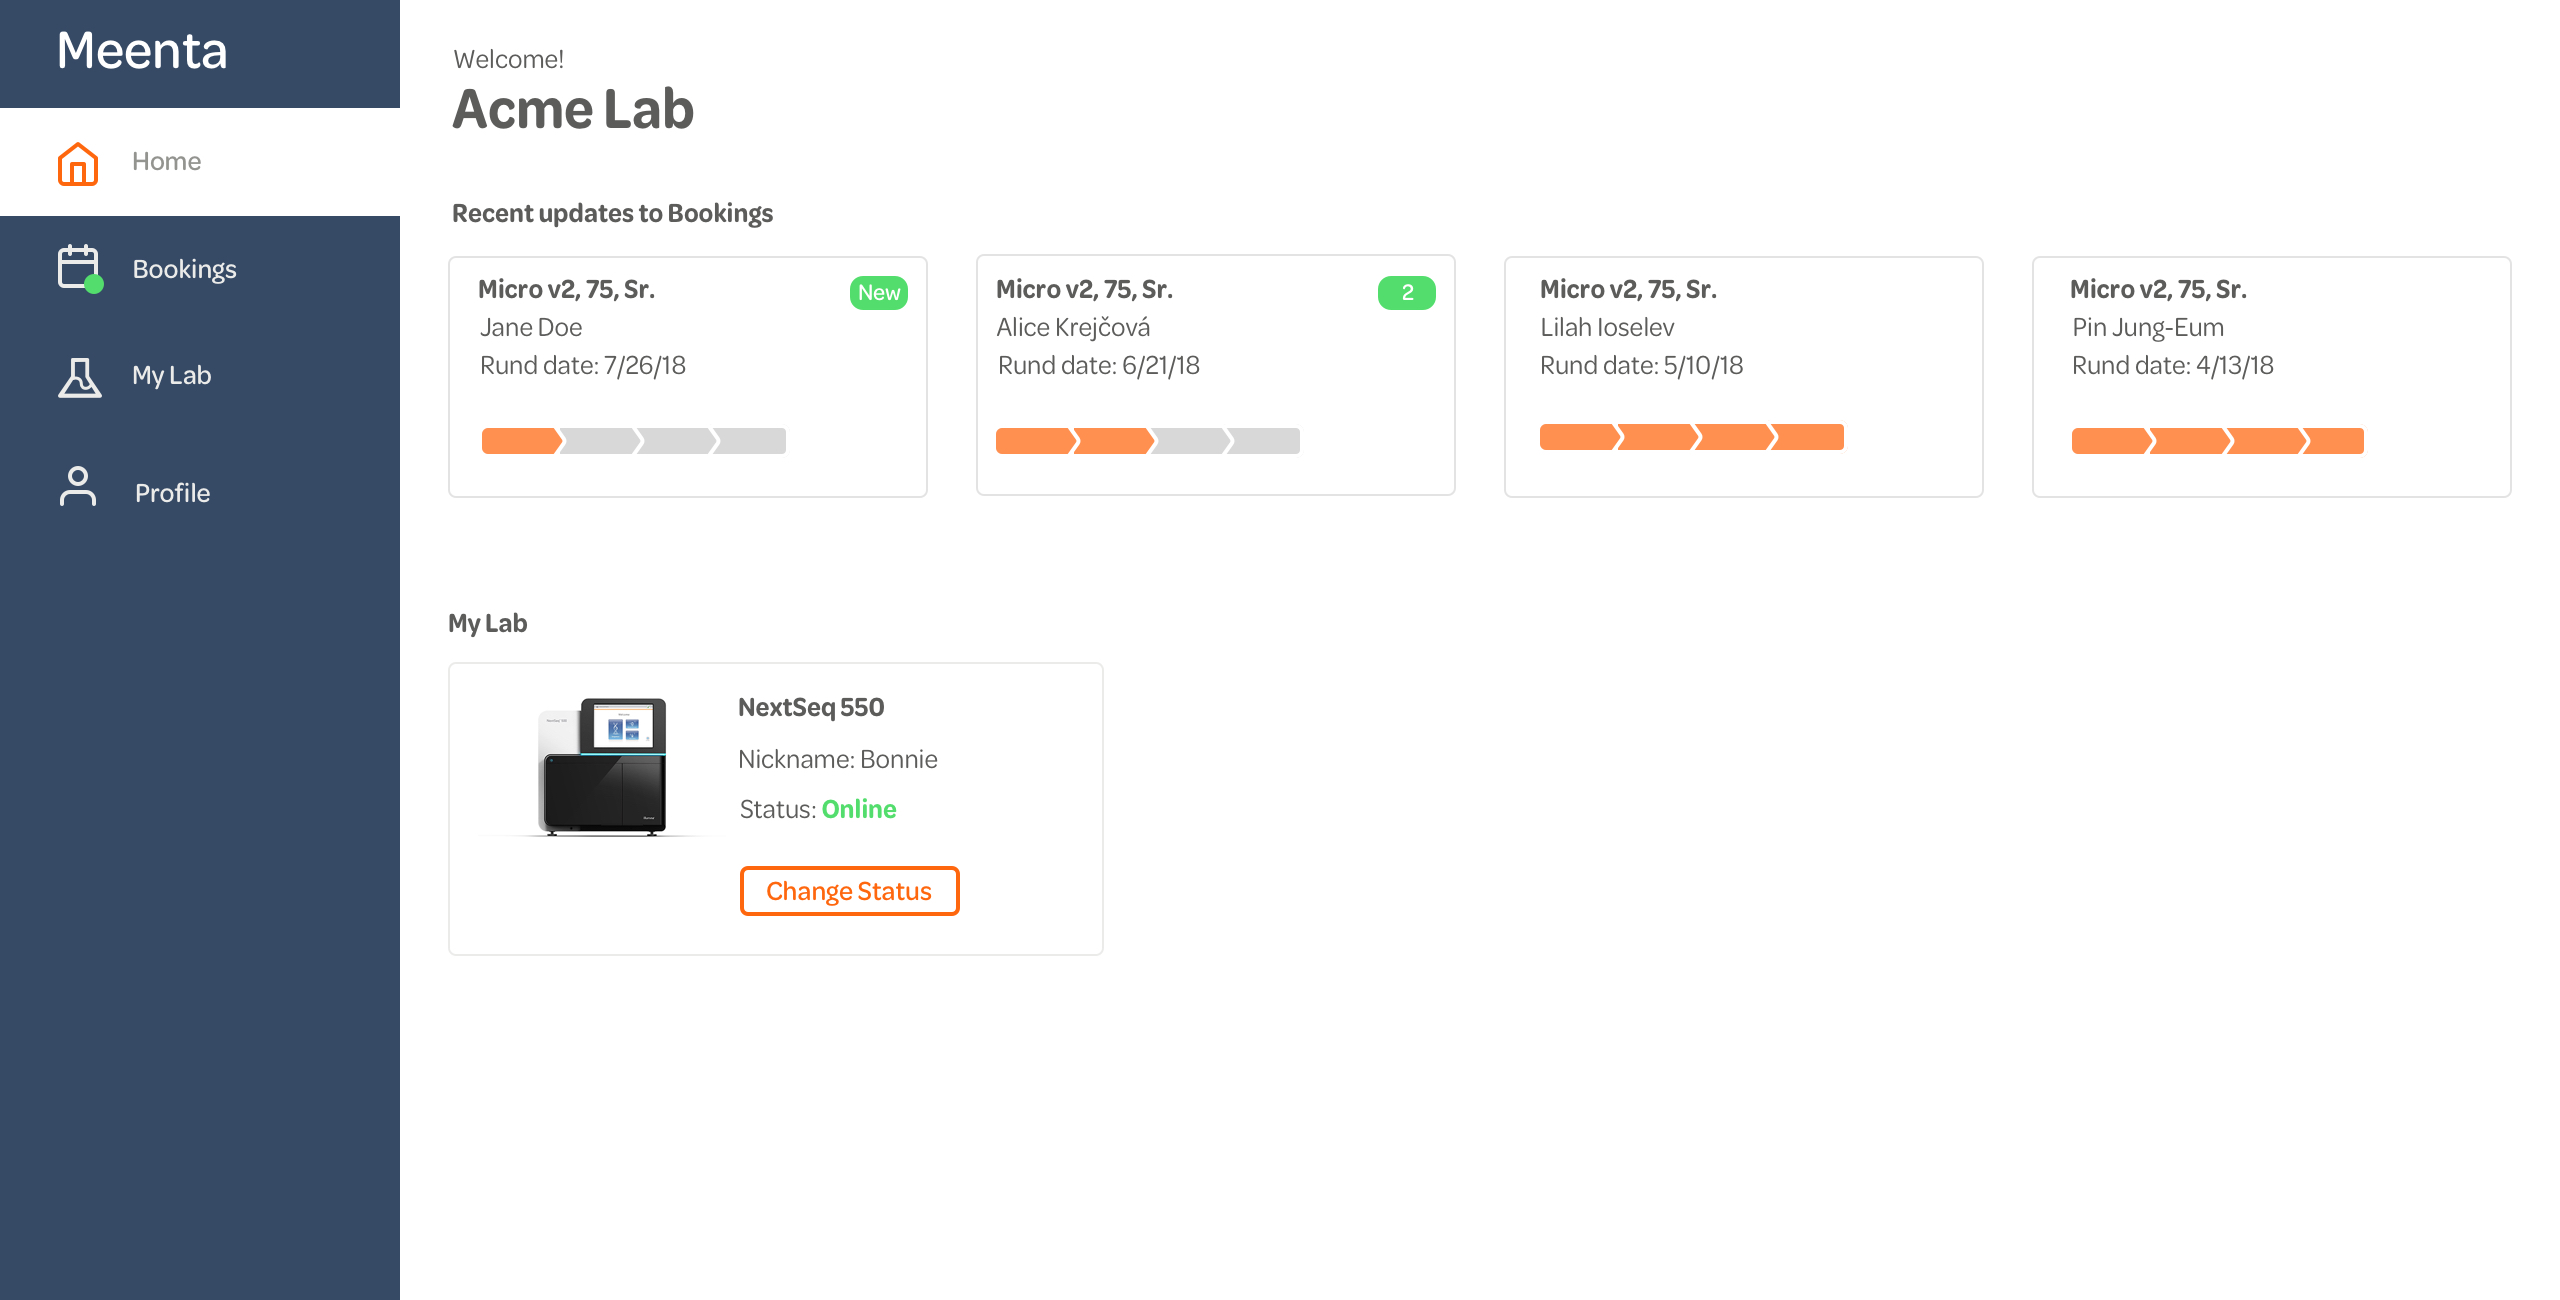 Meenta
Home
Bookings
My Lab
Profile
Welcome!
Acme Lab
Recent updates to Bookings
Micro v2, 75, Sr.
New
Jane Doe
Rund date: 7/26/18
Micro v2, 75, Sr.
2
Alice Krejčová
Rund date: 6/21/18
Micro v2, 75, Sr.
Lilah Ioselev
Rund date: 5/10/18
Micro v2, 75, Sr.
Pin Jung-Eum
Rund date: 4/13/18
My Lab
NextSeq 550
Nickname: Bonnie
Status: Online
Change Status